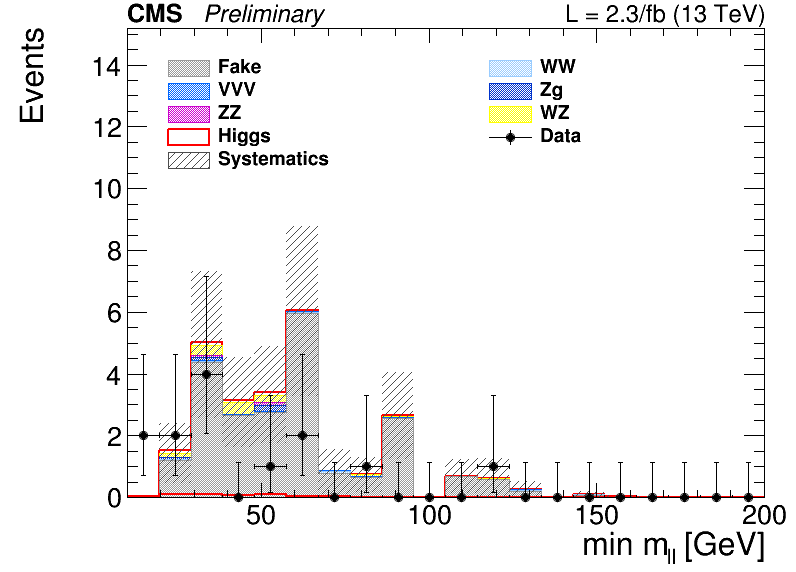 CMS Preliminary L = 2.3/fb (13 TeV)
Events
14
12
10
8
6
4
2
0
Fake
VVV
ZZ
Higgs
Systematics
WW
Zg
WZ
Data
50 100 150 200
min m_ll [GeV]